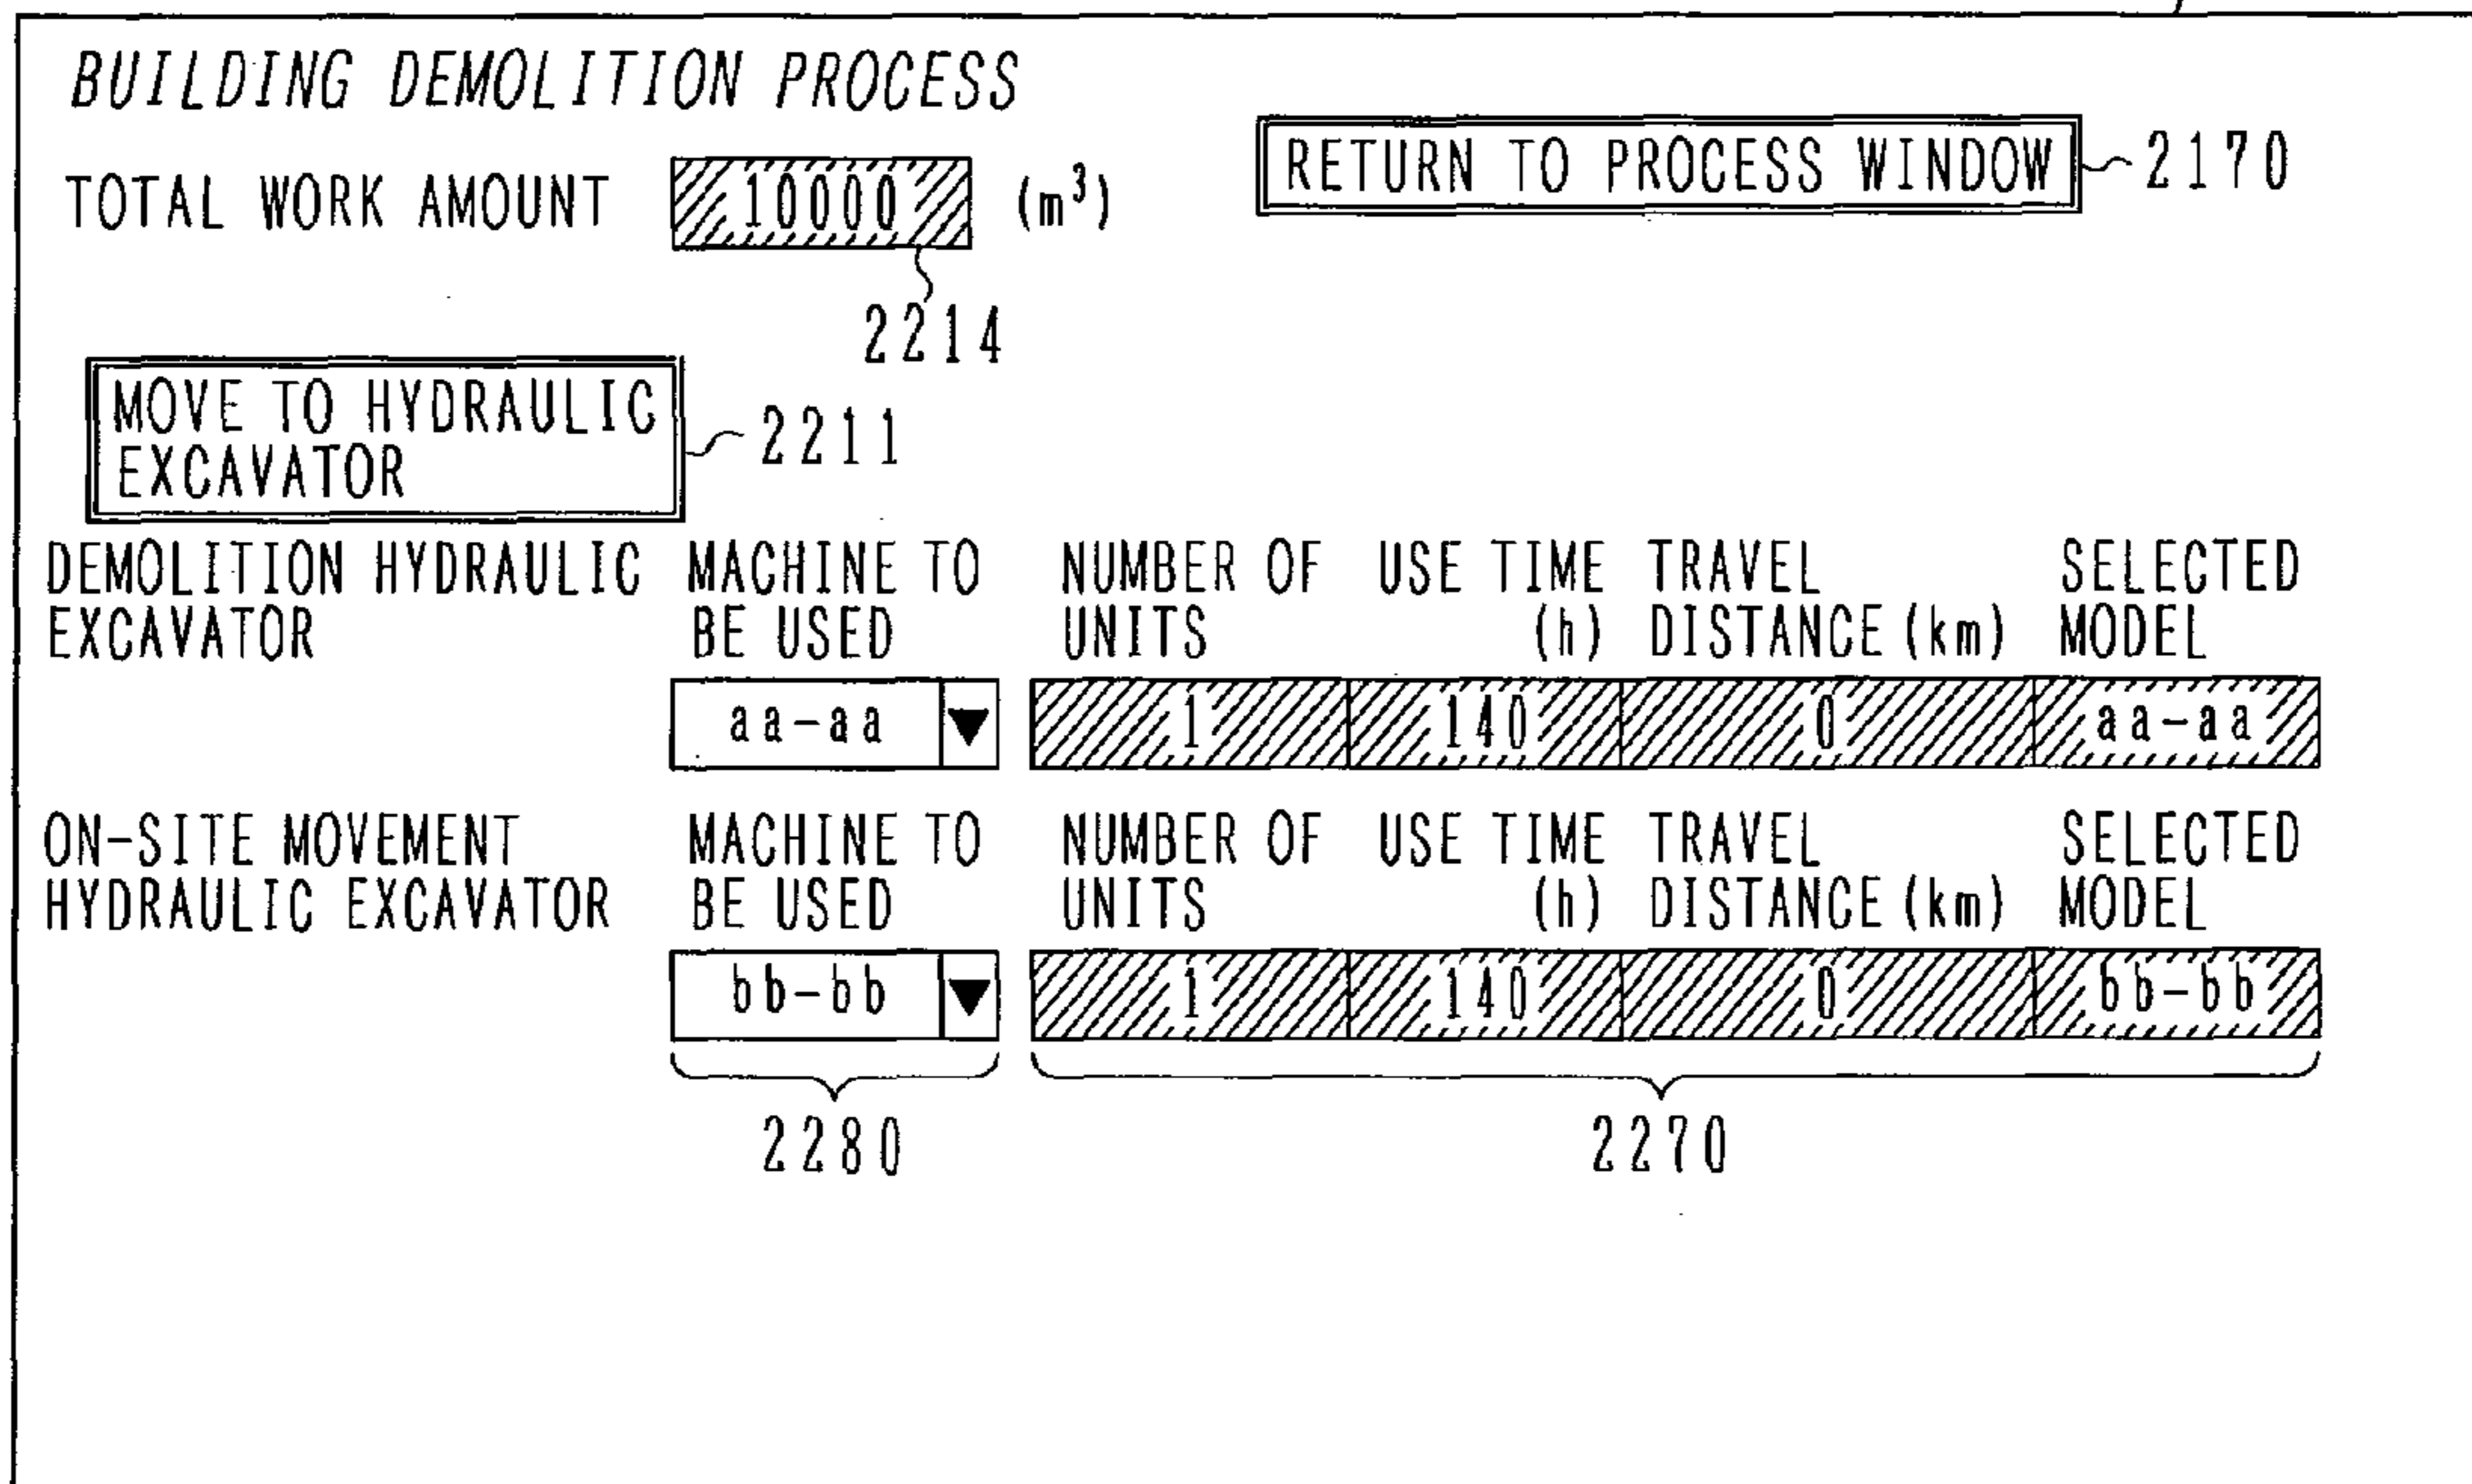 BUILDING DEMOLITION PROCESS
RETURN TO PROCESS WINDOW 2170
TOTAL WORK AMOUNT 10000 (m³)
2214
MOVE TO HYDRAULIC
EXCAVATOR
2211
DEMOLITION HYDRAULIC MACHINE TO NUMBER OF USE TIME TRAVEL SELECTED
EXCAVATOR BE USED UNITS (h) DISTANCE (km) MODEL
aa-aa 1 140 0 aa-aa
ON-SITE MOVEMENT MACHINE TO NUMBER OF USE TIME TRAVEL SELECTED
HYDRAULIC EXCAVATOR BE USED UNITS (h) DISTANCE (km) MODEL
bb-bb 1 140 0 bb-bb
2280 2270